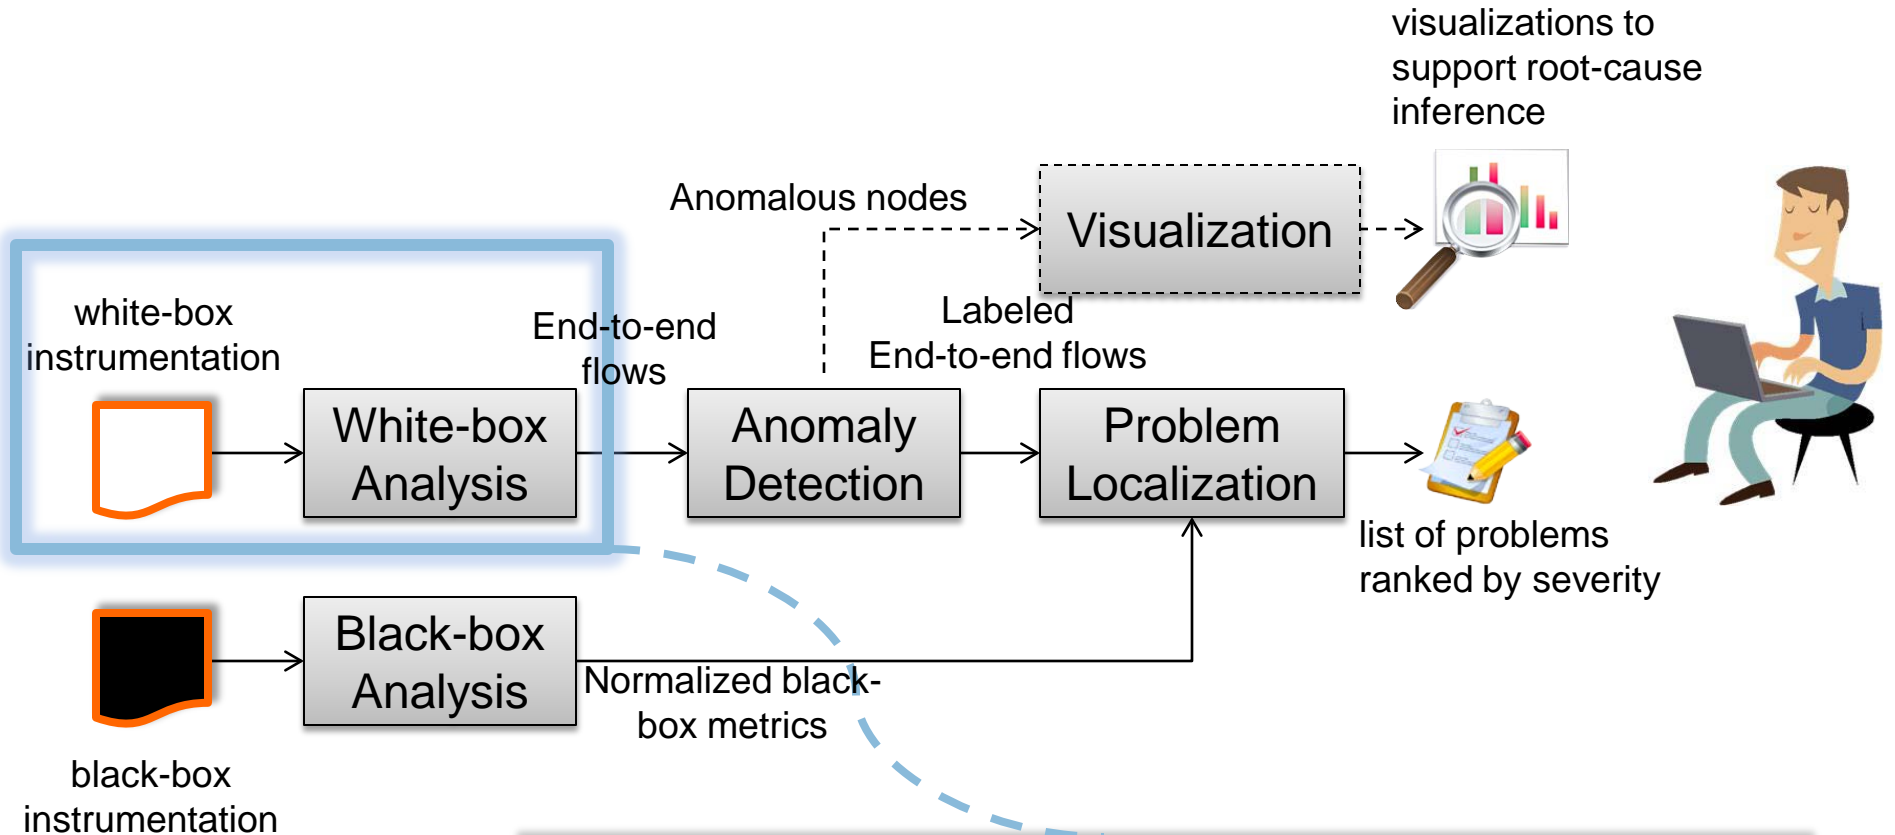 visualizations to
support root-cause
inference
Anomalous nodes
Visualization
white-box
instrumentation
End-to-end
flows
Labeled
End-to-end flows
White-box
Analysis
Anomaly
Detection
Problem
Localization
list of problems
ranked by severity
Black-box
Analysis
Normalized black-
box metrics
black-box
instrumentation